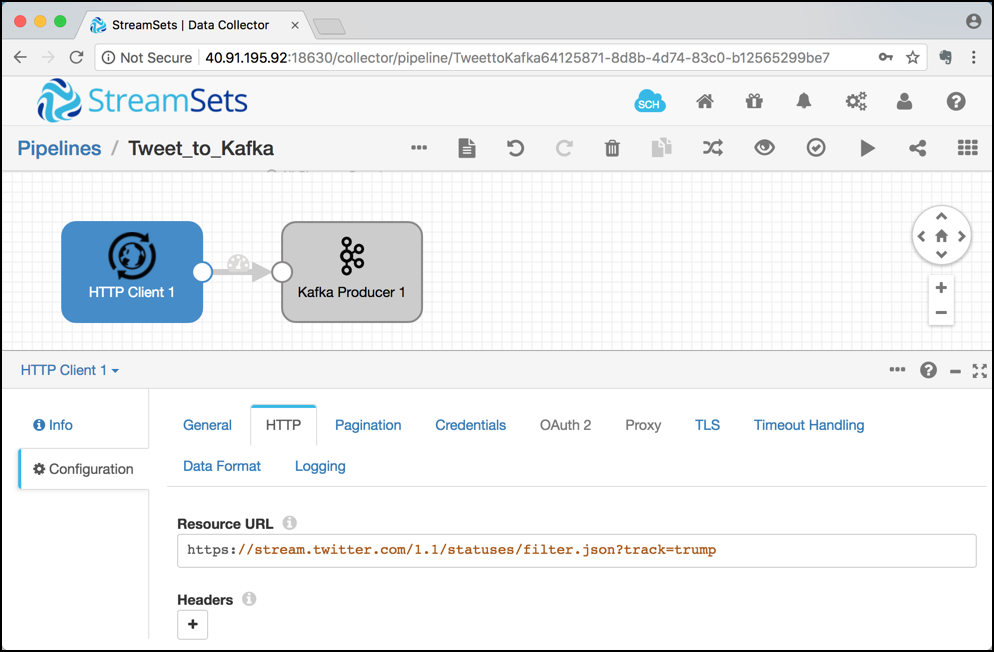 StreamSets | Data Collector
Not Secure 40.91.195.92:18630/collector/pipeline/TweettoKafka64125871-8d8b-4d74-83c0-b12565299be7
StreamSets
SCH
Pipelines / Tweet_to_Kafka
HTTP Client 1
Kafka Producer 1
HTTP Client 1
Info
Configuration
General HTTP Pagination Credentials OAuth 2 Proxy TLS Timeout Handling
Data Format Logging
Resource URL
https://stream.twitter.com/1.1/statuses/filter.json?track=trump
Headers
+